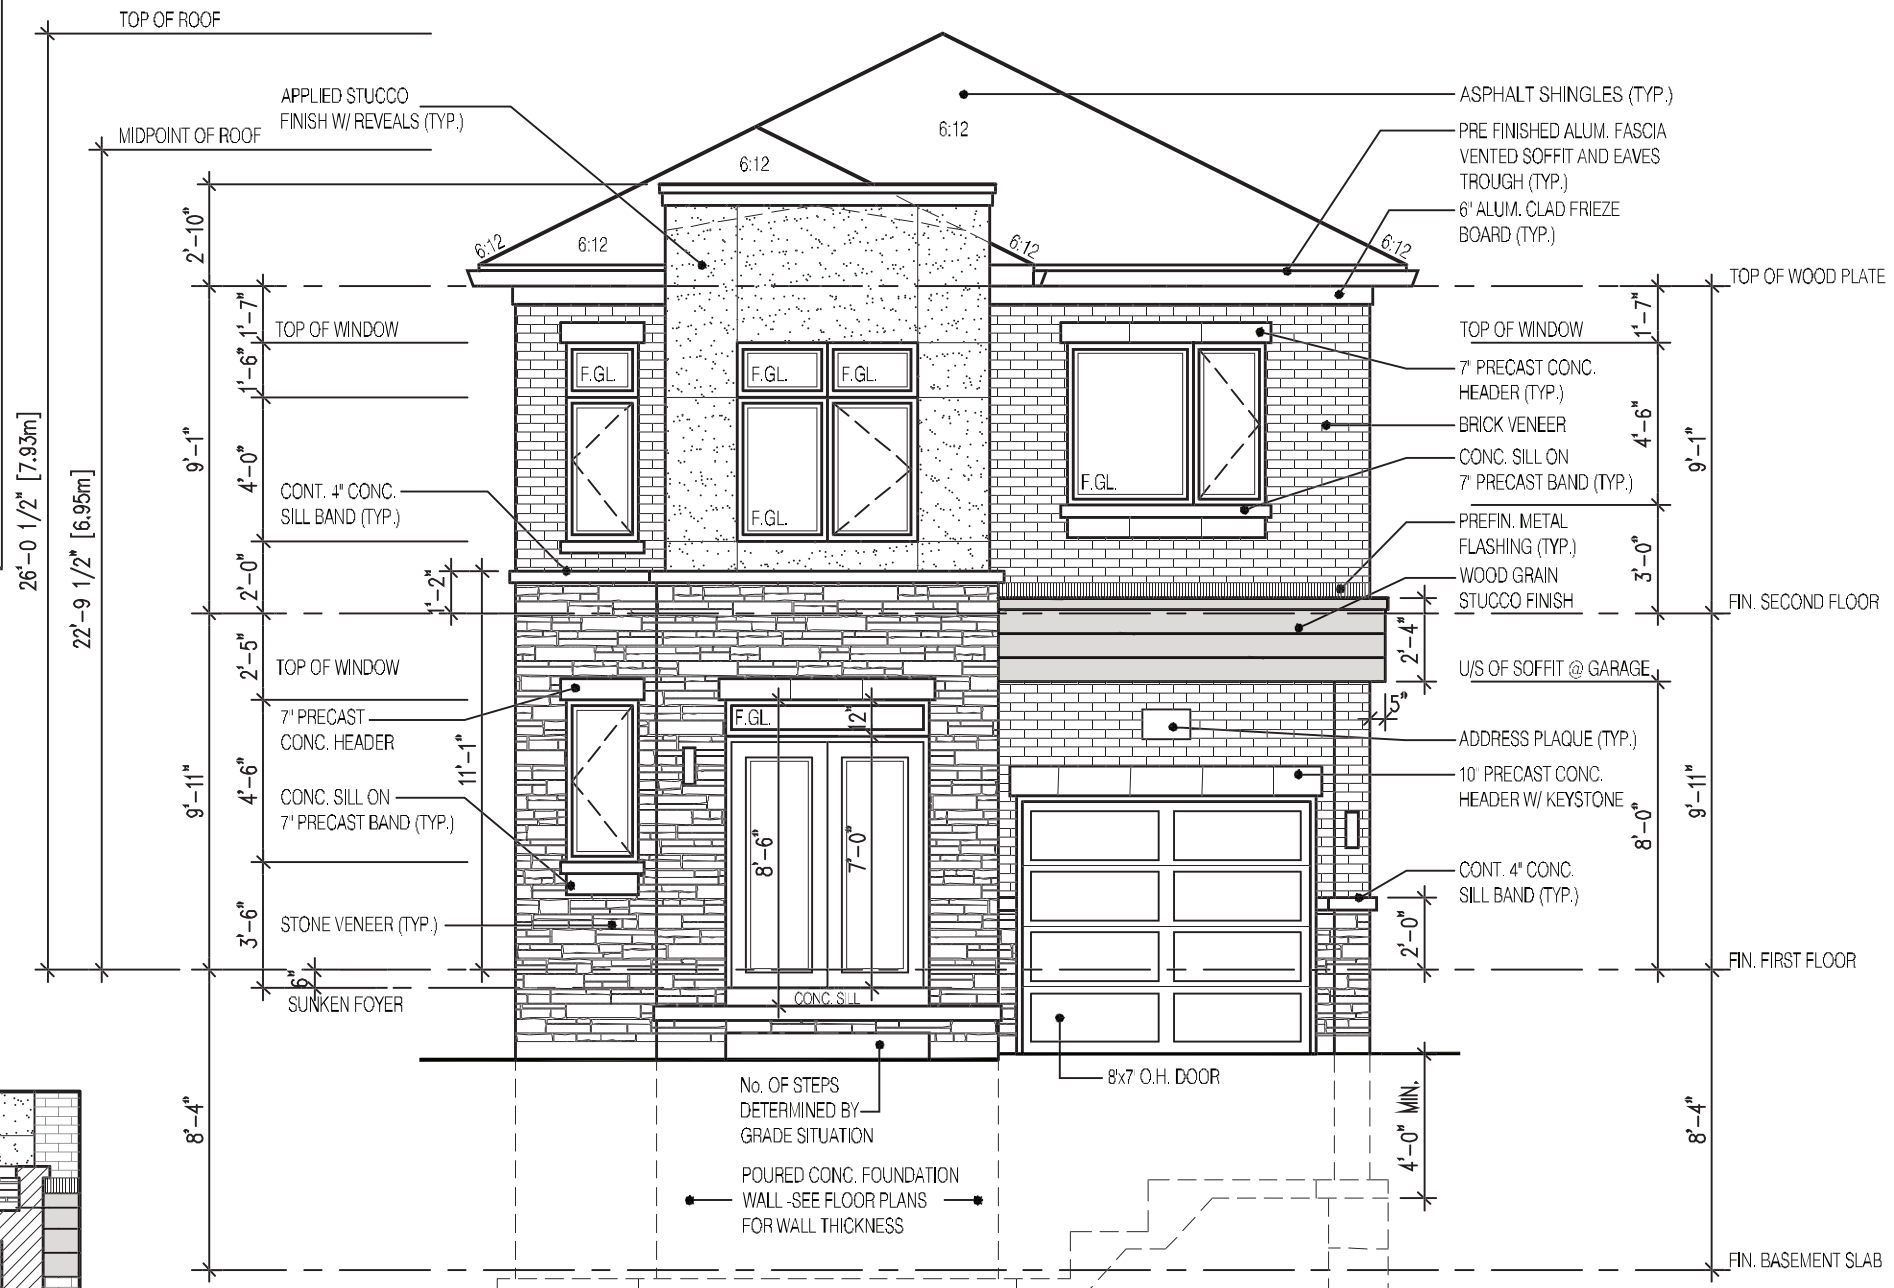 TOP OF ROOF
APPLIED STUCCO
FINISH W/ REVEALS (TYP.)
MIDPOINT OF ROOF
6:12
6:12
6:12
6:12
6:12
6:12
ASPHALT SHINGLES (TYP.)
PRE FINISHED ALUM. FASCIA
VENTED SOFFIT AND EAVES
TROUGH (TYP.)
6" ALUM. CLAD FRIEZE
BOARD (TYP.)
TOP OF WOOD PLATE
2'-10"
1'-7"
TOP OF WINDOW
1'-6"
9'-1"
4'-0"
2'-0"
26'-0 1/2" [7.93m]
22'-9 1/2" [6.95m]
CONT. 4" CONC.
SILL BAND (TYP.)
1'-2"
F.GL.
F.GL.
F.GL.
F.GL.
F.GL.
1'-7"
TOP OF WINDOW
7" PRECAST CONC.
HEADER (TYP.)
BRICK VENEER
4'-6"
9'-1"
CONC. SILL ON
7" PRECAST BAND (TYP.)
PREFIN. METAL
FLASHING (TYP.)
3'-0"
WOOD GRAIN
STUCCO FINISH
FIN. SECOND FLOOR
2'-5"
TOP OF WINDOW
7" PRECAST
CONC. HEADER
9'-11"
4'-6"
11'-1"
CONC. SILL ON
7" PRECAST BAND (TYP.)
3'-6"
STONE VENEER (TYP.)
6"
SUNKEN FOYER
F.GL.
12"
8'-6"
7'-0"
CONC. SILL
2'-4"
U/S OF SOFFIT @ GARAGE
5"
ADDRESS PLAQUE (TYP.)
10" PRECAST CONC.
HEADER W/ KEYSTONE
8'-0"
9'-11"
CONT. 4" CONC.
SILL BAND (TYP.)
2'-0"
FIN. FIRST FLOOR
8'-4"
No. OF STEPS
DETERMINED BY
GRADE SITUATION
8'x7' O.H. DOOR
4'-0" MIN.
8'-4"
POURED CONC. FOUNDATION
WALL -SEE FLOOR PLANS
FOR WALL THICKNESS
FIN. BASEMENT SLAB